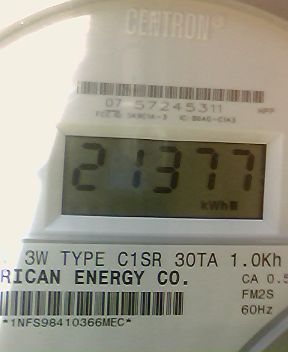 CENTRON
07 57245311
21377
kWh
3W TYPE C1SR 30TA 1.0Kh
RICAN ENERGY CO.
CA 0.5
FM2S
60Hz
*1NFS98410366MEC*